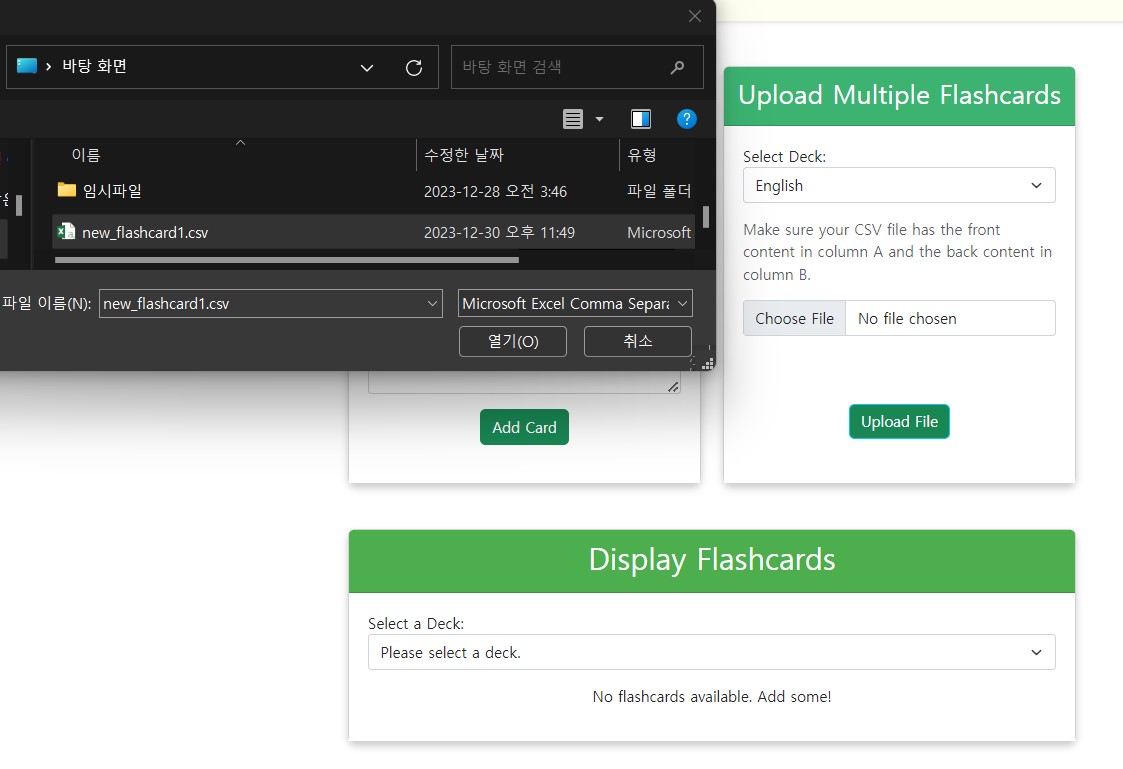 바탕 화면
바탕 화면 검색
이름
수정한 날짜
유형
임시파일
2023-12-28 오전 3:46
파일 폴더
new_flashcard1.csv
2023-12-30 오후 11:49
Microsoft
파일 이름(N):
new_flashcard1.csv
Microsoft Excel Comma Separa
열기(O)
취소
Add Card
Upload Multiple Flashcards
Select Deck:
English
Make sure your CSV file has the front
content in column A and the back content in
column B.
Choose File
No file chosen
Upload File
Display Flashcards
Select a Deck:
Please select a deck.
No flashcards available. Add some!